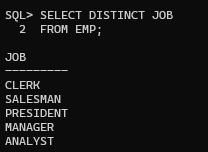 SQL> SELECT DISTINCT JOB
  2  FROM EMP;

JOB
---------
CLERK
SALESMAN
PRESIDENT
MANAGER
ANALYST